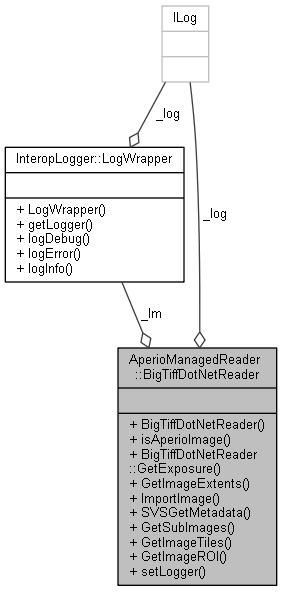 ILog
_log
InteropLogger::LogWrapper
+ LogWrapper()
+ getLogger()
+ logDebug()
+ logError()
+ logInfo()
_log
_lm
AperioManagedReader
::BigTiffDotNetReader
+ BigTiffDotNetReader()
+ isAperioImage()
+ BigTiffDotNetReader
::GetExposure()
+ GetImageExtents()
+ ImportImage()
+ SVSGetMetadata()
+ GetSubImages()
+ GetImageTiles()
+ GetImageROI()
+ setLogger()